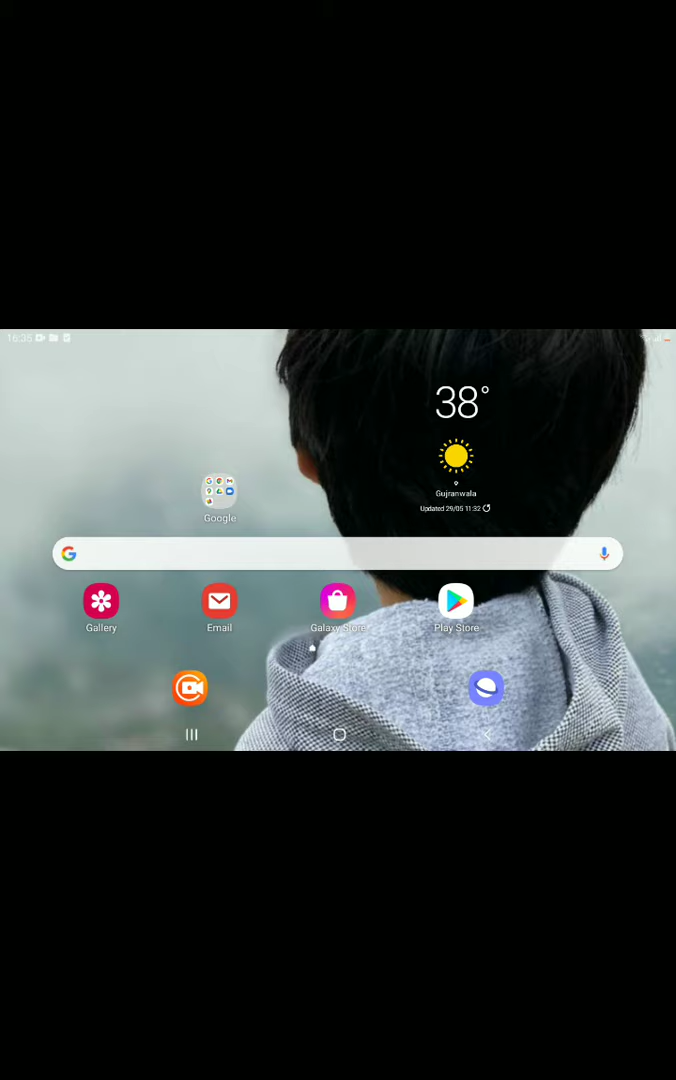 16:35
38°
Gujranwala
Updated 29/05 11:32
Google
Gallery
Email
Galaxy Store
Play Store